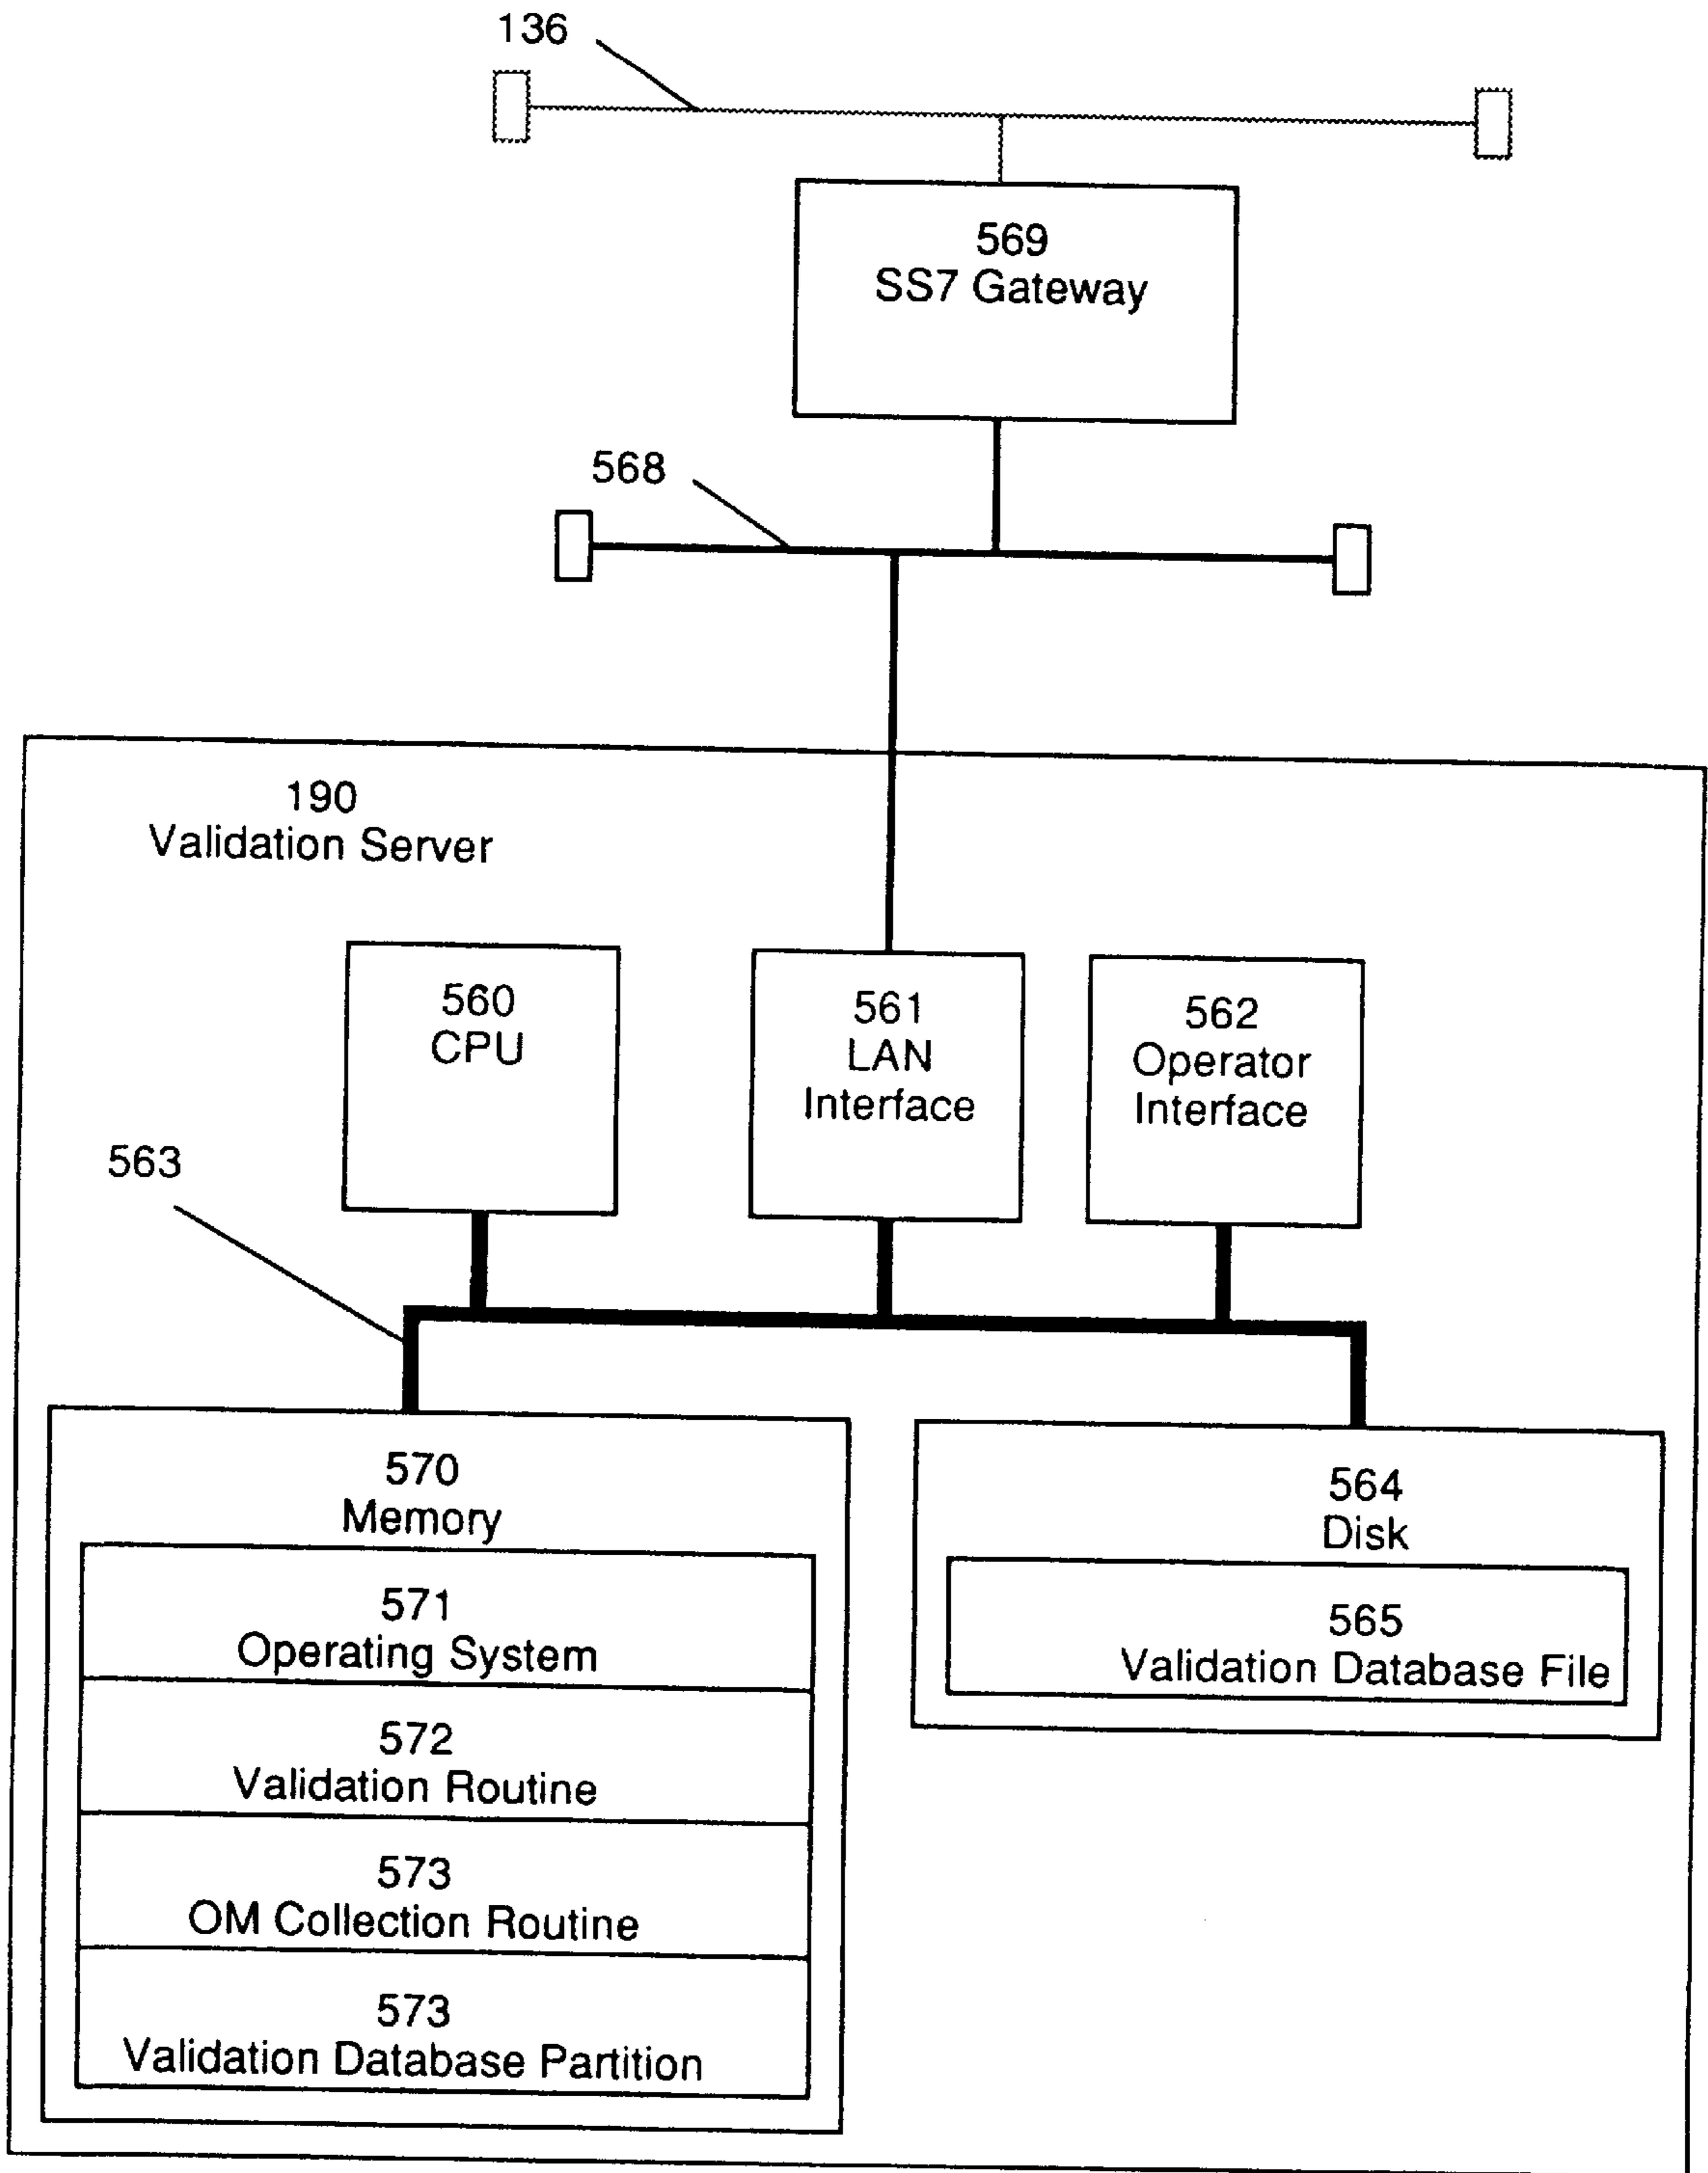 136
569
SS7 Gateway
568
190
Validation Server
560
CPU
561
LAN
Interface
562
Operator
Interface
563
570
Memory
571
Operating System
572
Validation Routine
573
OM Collection Routine
573
Validation Database Partition
564
Disk
565
Validation Database File